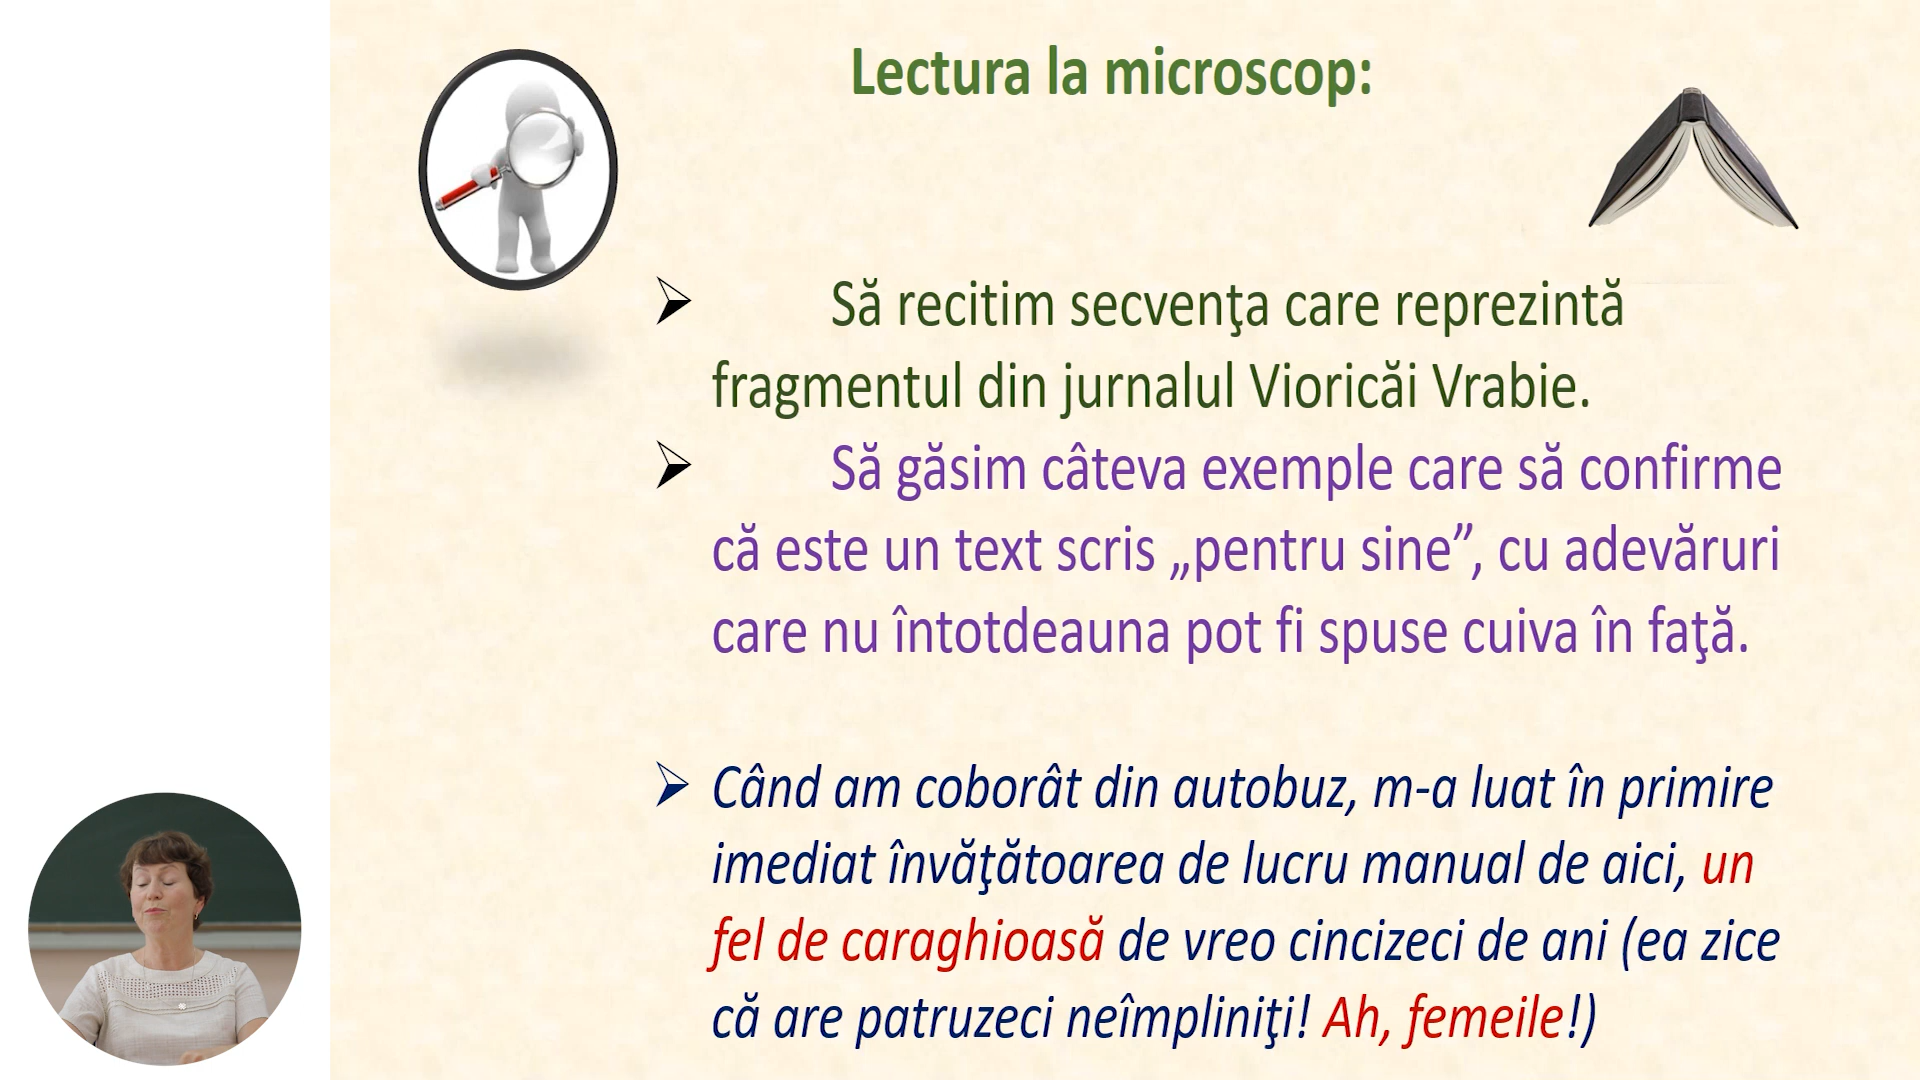 Lectura la microscop:
Să recitim secvenţa care reprezintă
fragmentul din jurnalul Vioricăi Vrabie.
Să găsim câteva exemple care să confirme
că este un text scris „pentru sine”, cu adevăruri
care nu întotdeauna pot fi spuse cuiva în faţă.
Când am coborât din autobuz, m-a luat în primire
imediat învăţătoarea de lucru manual de aici, un
fel de caraghioasă de vreo cincizeci de ani (ea zice
că are patruzeci neîmpliniţi! Ah, femeile!)